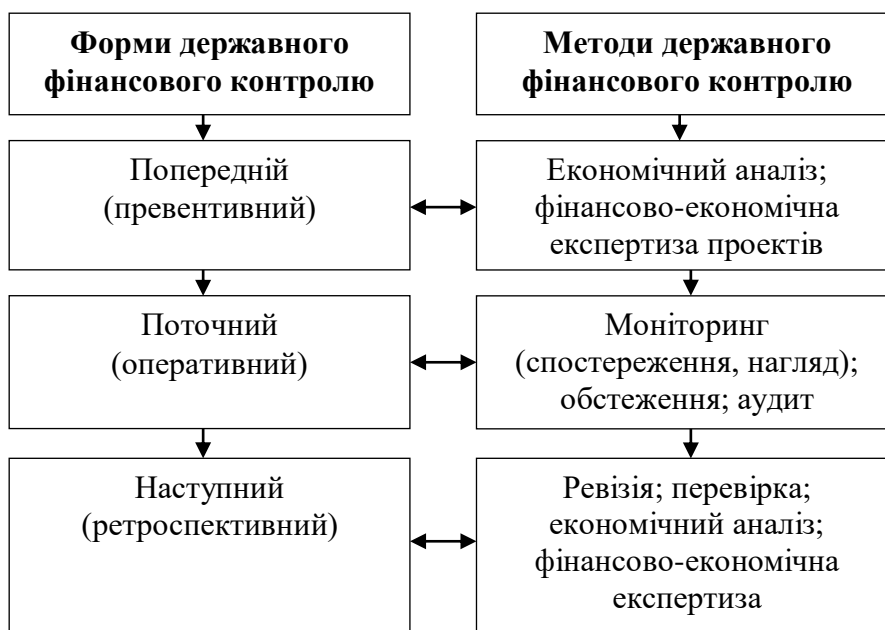 Форми державного
фінансового контролю
Методи державного
фінансового контролю
Попередній
(превентивний)
Економічний аналіз;
фінансово-економічна
експертиза проектів
Поточний
(оперативний)
Моніторинг
(спостереження, нагляд);
обстеження; аудит
Наступний
(ретроспективний)
Ревізія; перевірка;
економічний аналіз;
фінансово-економічна
експертиза